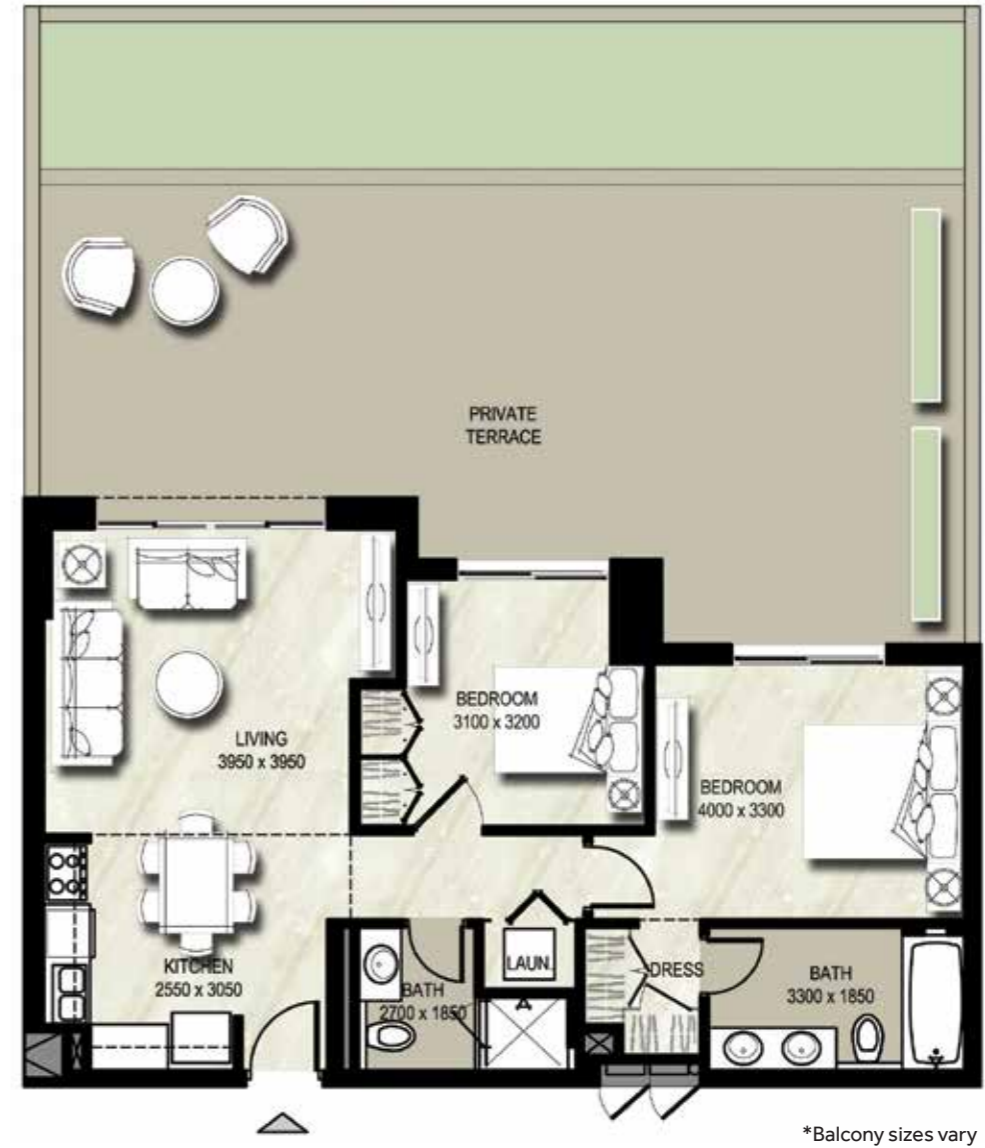 PRIVATE
TERRACE
BEDROOM
3100 x 3200
LIVING
3950 x 3950
BEDROOM
4000 x 3300
KITCHEN
2550 x 3050
LAUN.
DRESS
BATH
2700 x 1850
BATH
3300 x 1850
*Balcony sizes vary